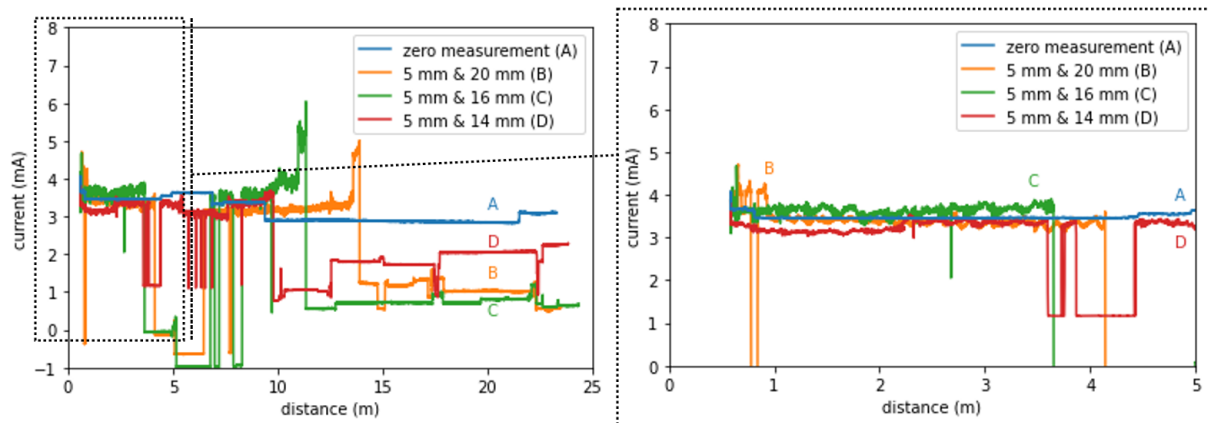 8
7
6
5
4
3
2
1
0
−1
current (mA)
0
5
10
15
20
25
distance (m)
zero measurement (A)
5 mm & 20 mm (B)
5 mm & 16 mm (C)
5 mm & 14 mm (D)
A
D
B
C
8
7
6
5
4
3
2
1
0
current (mA)
0
1
2
3
4
5
distance (m)
zero measurement (A)
5 mm & 20 mm (B)
5 mm & 16 mm (C)
5 mm & 14 mm (D)
B
C
A
D